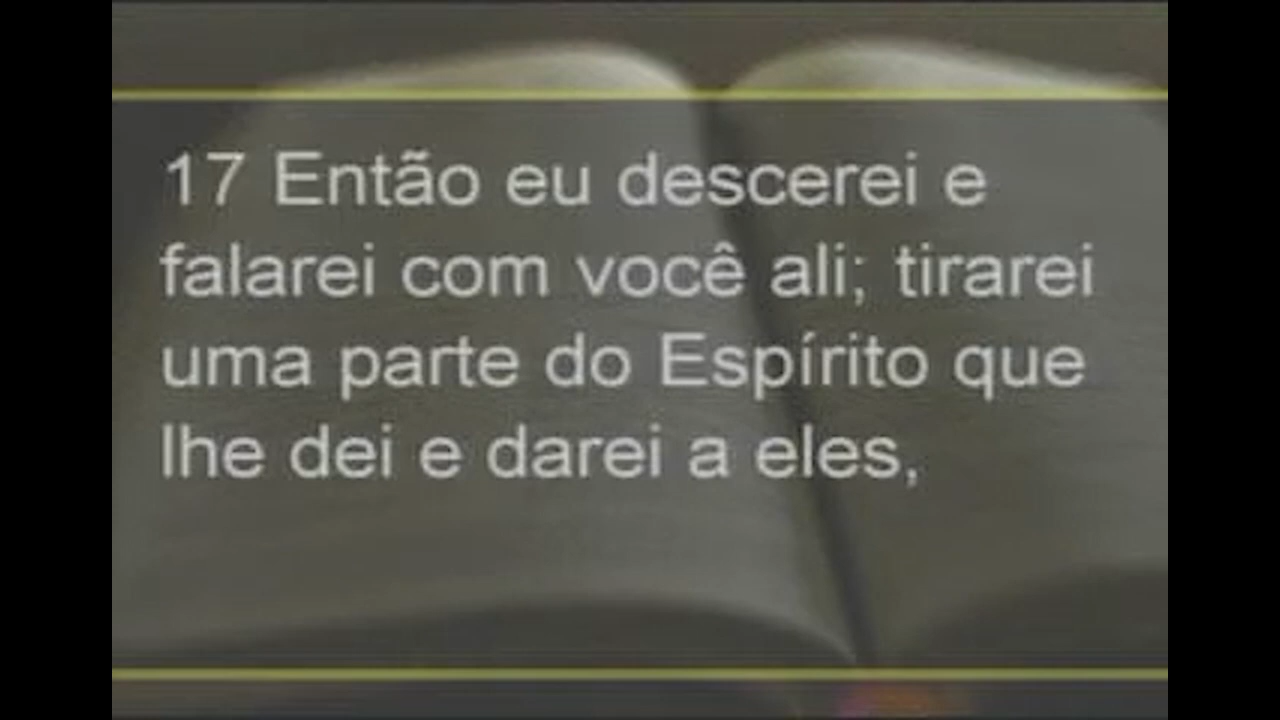 17 Então eu descerei e
falarei com você ali; tirarei
uma parte do Espírito que
lhe dei e darei a eles,